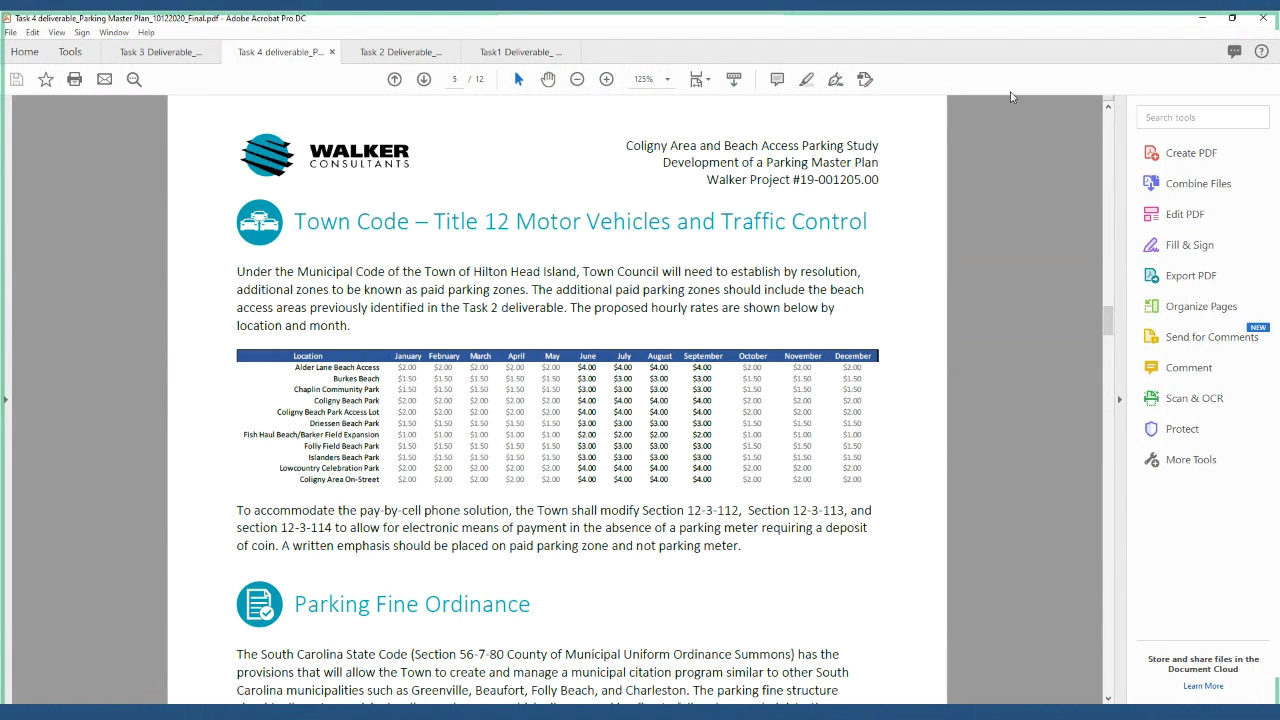 Task 4 deliverable_Parking Master Plan_10122020_Final.pdf - Adobe Acrobat Pro DC
File Edit View Sign Window Help
Home Tools Task 3 Deliverable_... Task 4 deliverable_P... × Task 2 Deliverable_... Task1 Deliverable_ ...
5 / 12 125%
WALKER
CONSULTANTS
Coligny Area and Beach Access Parking Study
Development of a Parking Master Plan
Walker Project #19-001205.00
Town Code – Title 12 Motor Vehicles and Traffic Control
Under the Municipal Code of the Town of Hilton Head Island, Town Council will need to establish by resolution,
additional zones to be known as paid parking zones. The additional paid parking zones should include the beach
access areas previously identified in the Task 2 deliverable. The proposed hourly rates are shown below by
location and month.
Location January February March April May June July August September October November December
Alder Lane Beach Access $2.00 $2.00 $2.00 $2.00 $2.00 $4.00 $4.00 $4.00 $4.00 $2.00 $2.00 $2.00
Burkes Beach $1.50 $1.50 $1.50 $1.50 $1.50 $3.00 $3.00 $3.00 $3.00 $1.50 $1.50 $1.50
Chaplin Community Park $1.50 $1.50 $1.50 $1.50 $1.50 $3.00 $3.00 $3.00 $3.00 $1.50 $1.50 $1.50
Coligny Beach Park $2.00 $2.00 $2.00 $2.00 $2.00 $4.00 $4.00 $4.00 $4.00 $2.00 $2.00 $2.00
Coligny Beach Park Access Lot $2.00 $2.00 $2.00 $2.00 $2.00 $4.00 $4.00 $4.00 $4.00 $2.00 $2.00 $2.00
Driessen Beach Park $1.50 $1.50 $1.50 $1.50 $1.50 $3.00 $3.00 $3.00 $3.00 $1.50 $1.50 $1.50
Fish Haul Beach/Barker Field Expansion $1.00 $1.00 $1.00 $1.00 $1.00 $2.00 $2.00 $2.00 $2.00 $1.00 $1.00 $1.00
Folly Field Beach Park $1.50 $1.50 $1.50 $1.50 $1.50 $3.00 $3.00 $3.00 $3.00 $1.50 $1.50 $1.50
Islanders Beach Park $1.50 $1.50 $1.50 $1.50 $1.50 $3.00 $3.00 $3.00 $3.00 $1.50 $1.50 $1.50
Lowcountry Celebration Park $2.00 $2.00 $2.00 $2.00 $2.00 $4.00 $4.00 $4.00 $4.00 $2.00 $2.00 $2.00
Coligny Area On-Street $2.00 $2.00 $2.00 $2.00 $2.00 $4.00 $4.00 $4.00 $4.00 $2.00 $2.00 $2.00
To accommodate the pay-by-cell phone solution, the Town shall modify Section 12-3-112, Section 12-3-113, and
section 12-3-114 to allow for electronic means of payment in the absence of a parking meter requiring a deposit
of coin. A written emphasis should be placed on paid parking zone and not parking meter.
Parking Fine Ordinance
The South Carolina State Code (Section 56-7-80 County of Municipal Uniform Ordinance Summons) has the
provisions that will allow the Town to create and manage a municipal citation program similar to other South
Carolina municipalities such as Greenville, Beaufort, Folly Beach, and Charleston. The parking fine structure
Search tools
Create PDF
Combine Files
Edit PDF
Fill & Sign
Export PDF
Organize Pages
NEW
Send for Comments
Comment
Scan & OCR
Protect
More Tools
Store and share files in the
Document Cloud
Learn More